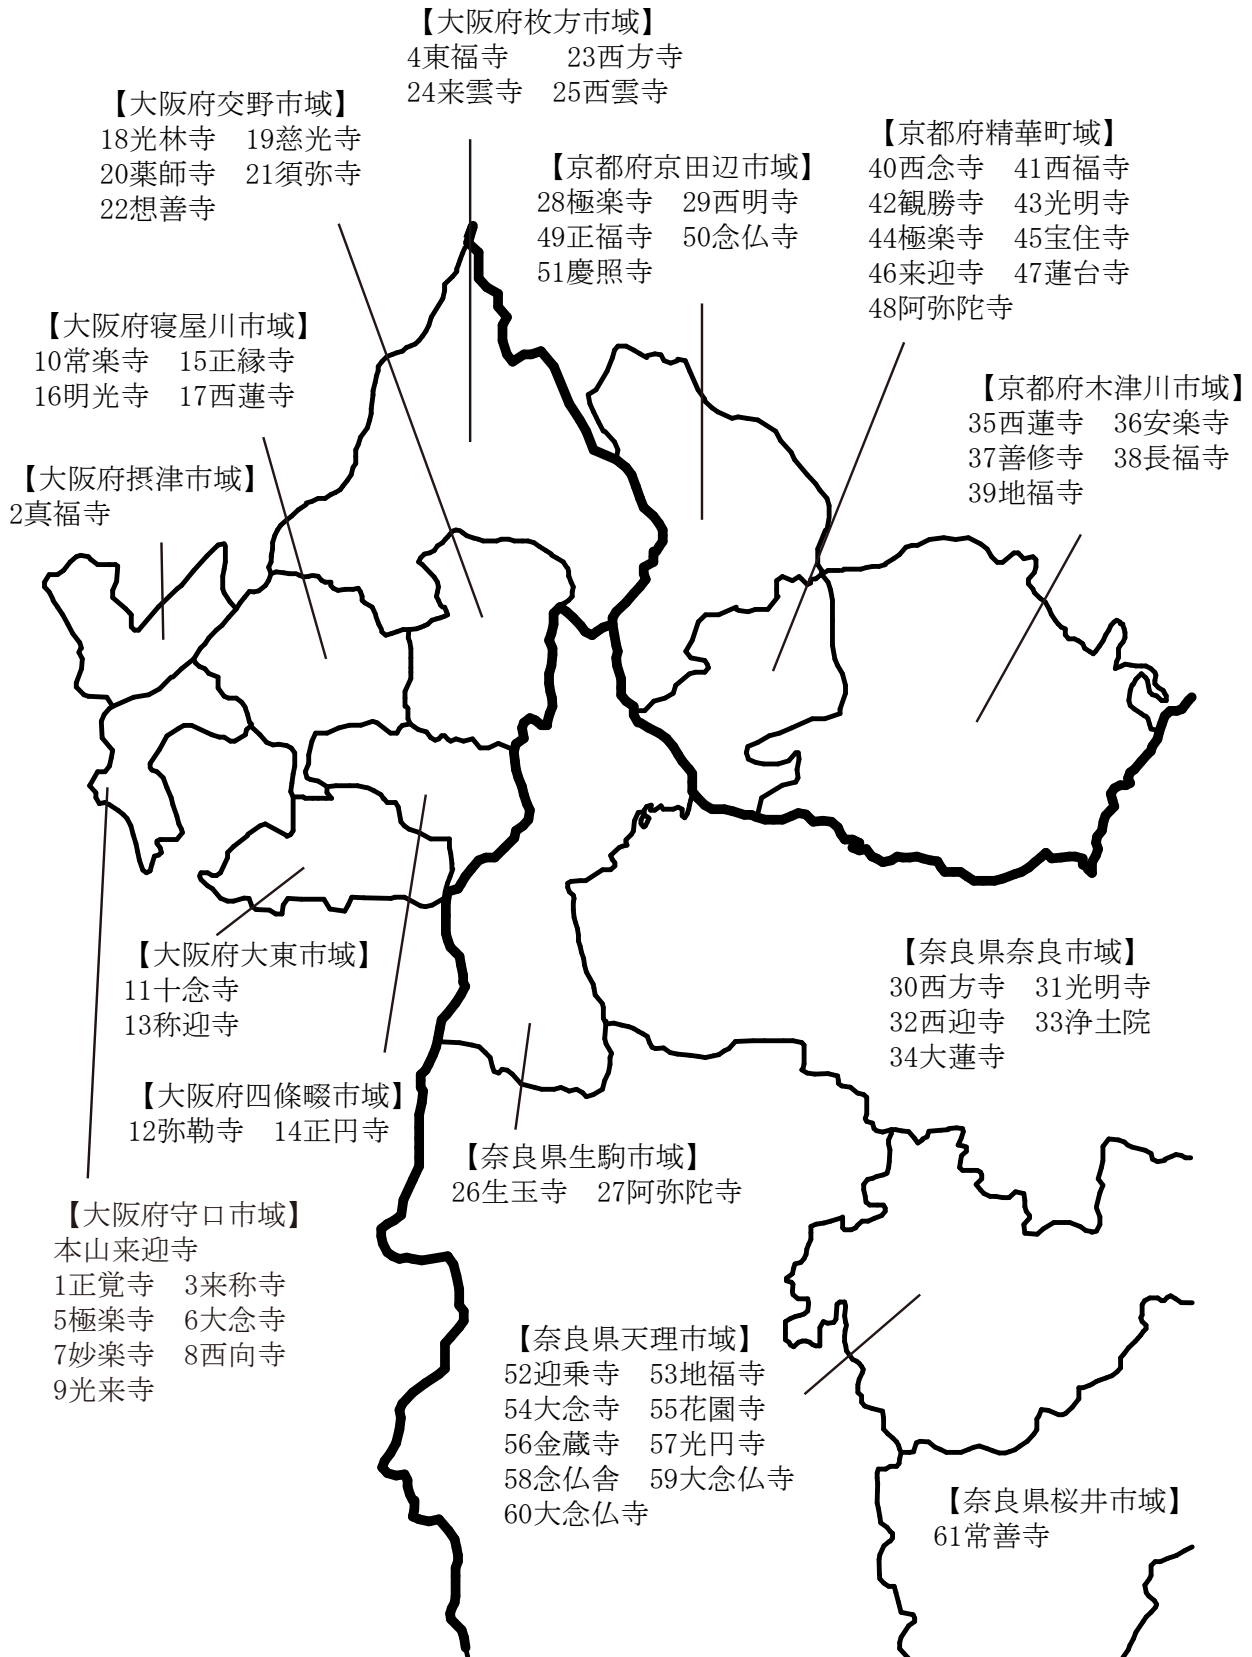 【大阪府枚方市域】
4東福寺　　23西方寺
24来雲寺　25西雲寺
【大阪府交野市域】
18光林寺　19慈光寺
20薬師寺　21須弥寺
22想善寺
【京都府京田辺市域】
28極楽寺　29西明寺
49正福寺　50念仏寺
51慶照寺
【京都府精華町域】
40西念寺　41西福寺
42観勝寺　43光明寺
44極楽寺　45宝住寺
46来迎寺　47蓮台寺
48阿弥陀寺
【大阪府寝屋川市域】
10常楽寺　15正縁寺
16明光寺　17西蓮寺
【京都府木津川市域】
35西蓮寺　36安楽寺
37善修寺　38長福寺
39地福寺
【大阪府摂津市域】
2真福寺
【大阪府大東市域】
11十念寺
13称迎寺
【奈良県奈良市域】
30西方寺　31光明寺
32西迎寺　33浄土院
34大蓮寺
【大阪府四條畷市域】
12弥勒寺　14正円寺
【奈良県生駒市域】
26生玉寺　27阿弥陀寺
【大阪府守口市域】
本山来迎寺
1正覚寺　3来称寺
5極楽寺　6大念寺
7妙楽寺　8西向寺
9光来寺
【奈良県天理市域】
52迎乗寺　53地福寺
54大念寺　55花園寺
56金蔵寺　57光円寺
58念仏舎　59大念仏寺
60大念仏寺
【奈良県桜井市域】
61常善寺